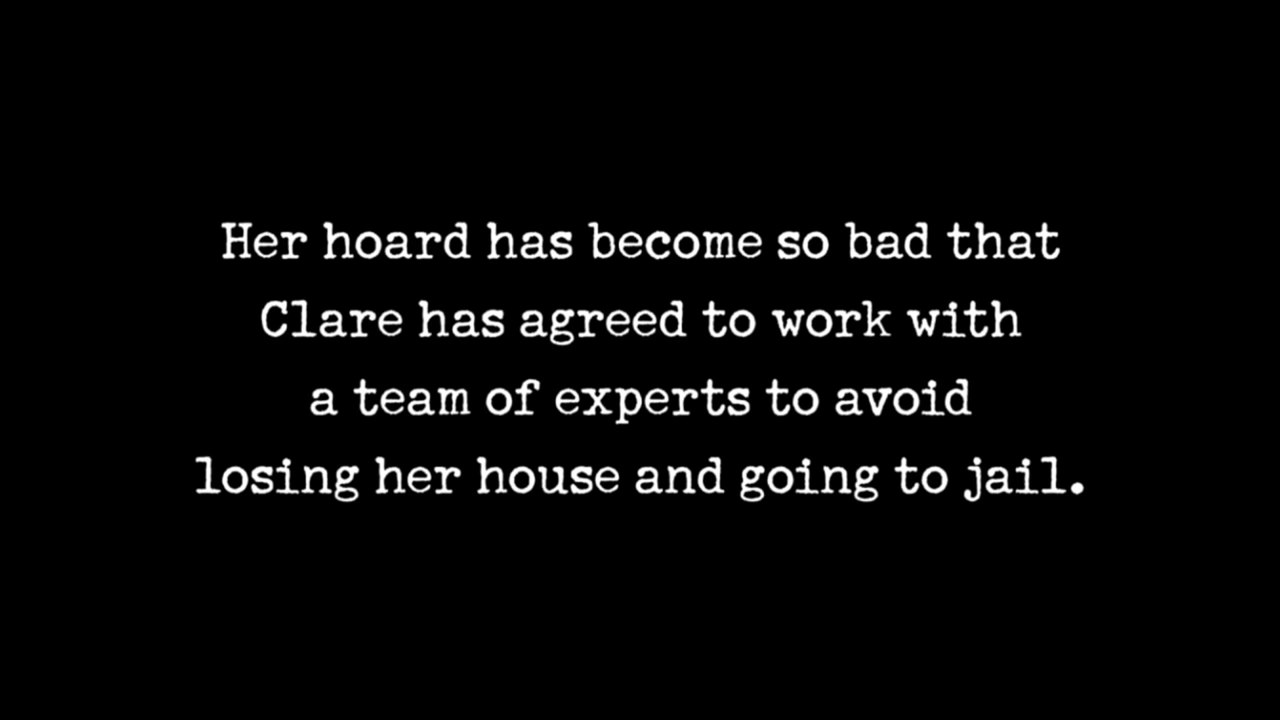 Her hoard has become so bad that
Clare has agreed to work with
a team of experts to avoid
losing her house and going to jail.